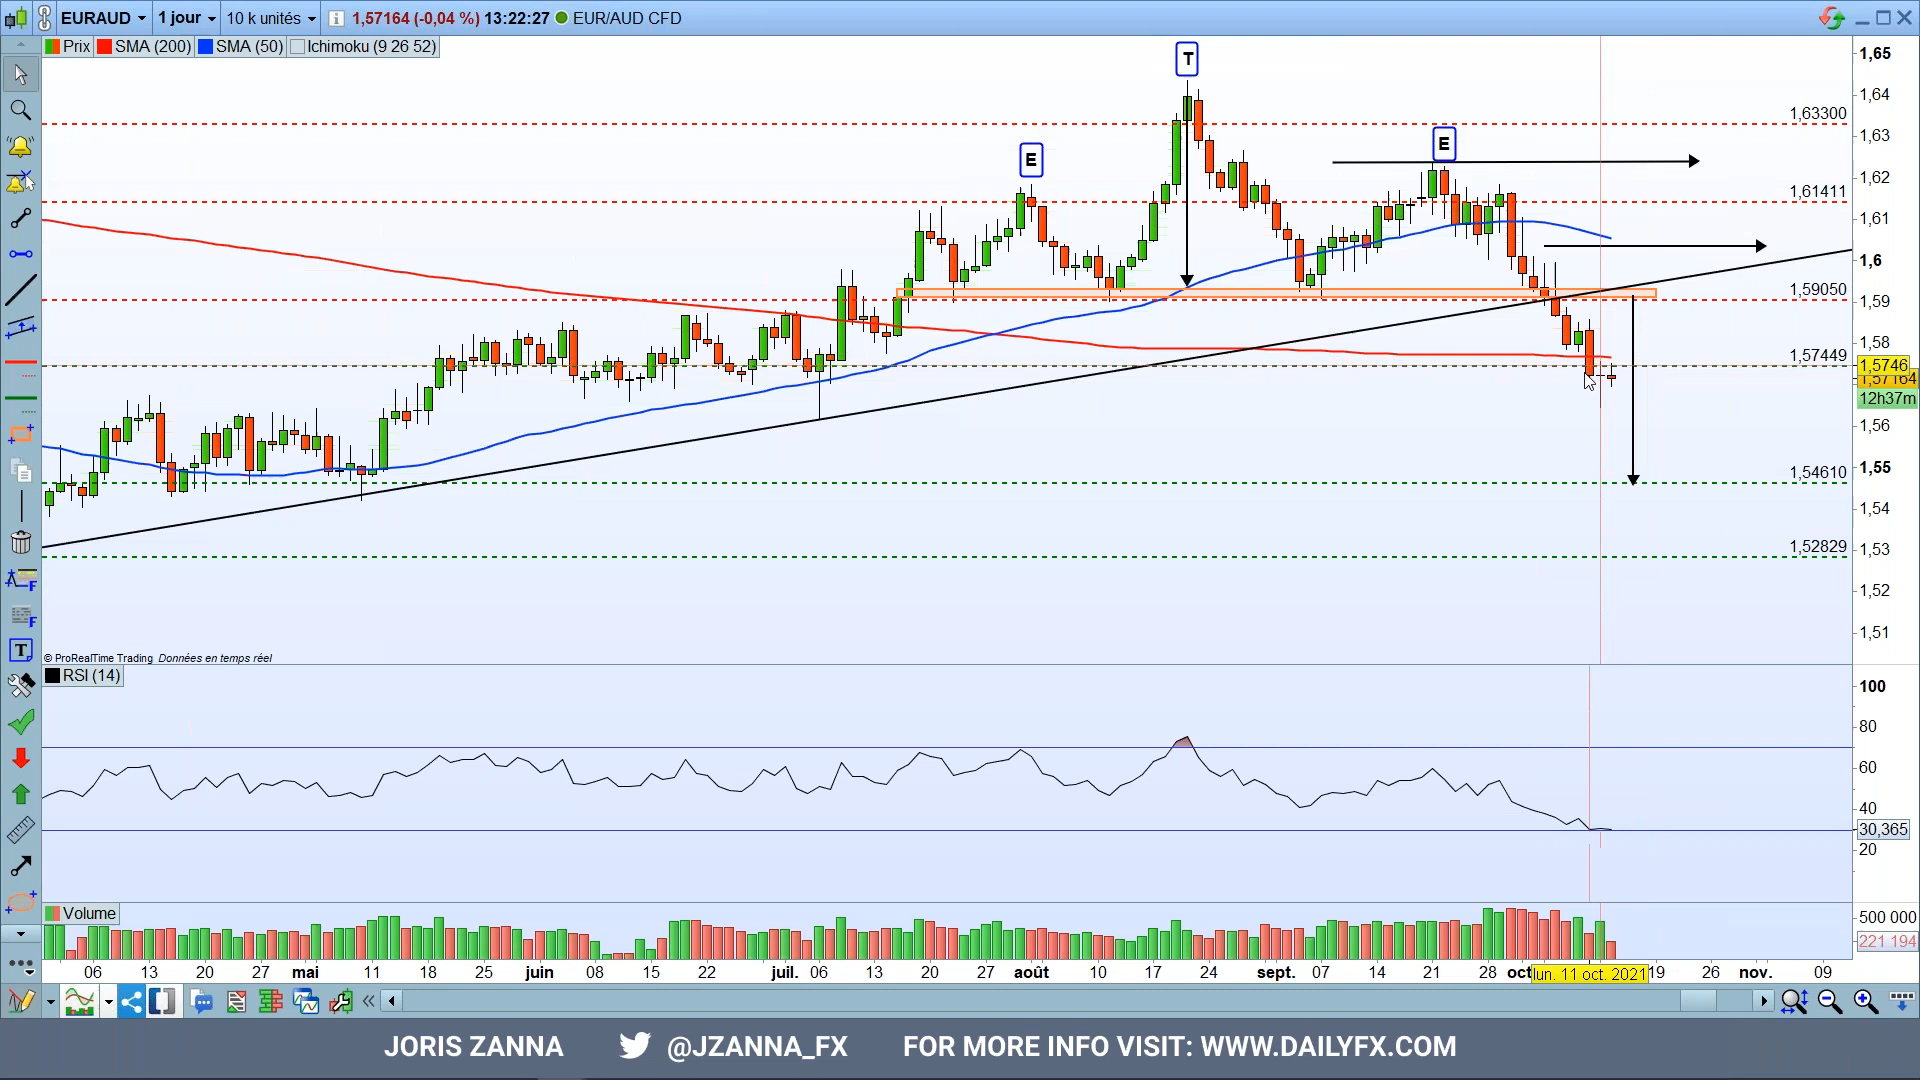 EURAUD 1 jour 10 k unités 1,57164 (-0,04 %) 13:22:27 EUR/AUD CFD
Prix SMA (200) SMA (50) Ichimoku (9 26 52)
T
E
E
1,63300
1,61411
1,59050
1,57449
1,54610
1,52829
1,65
1,64
1,63
1,62
1,61
1,6
1,59
1,58
1,5746
1,57164
12h37m
1,56
1,55
1,54
1,53
1,52
1,51
© ProRealTime Trading Données en temps réel
RSI (14)
100
80
60
40
30,365
20
Volume
500 000
221 194
06 13 20 27 mai 11 18 25 juin 08 15 22 juil. 06 13 20 27 août 10 17 24 sept. 07 14 21 28 oct lun. 11 oct. 2021 19 26 nov. 09
JORIS ZANNA @JZANNA_FX FOR MORE INFO VISIT: WWW.DAILYFX.COM